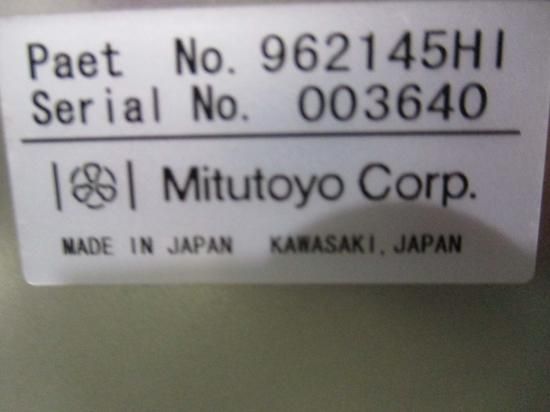 Paet No. 962145HI
Serial No. 003640
Mitutoyo Corp.
MADE IN JAPAN KAWASAKI, JAPAN